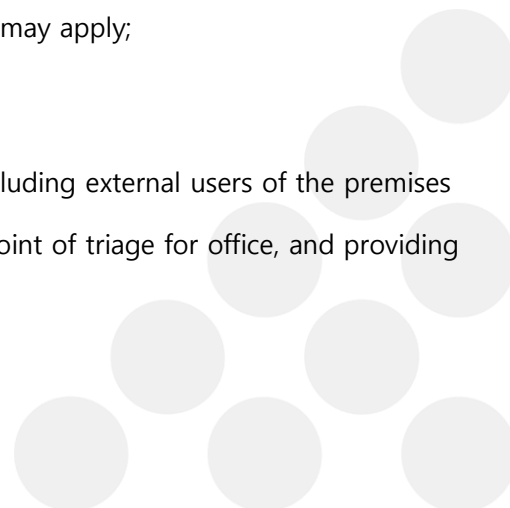 may apply;
luding external users of the premises
oint of triage for office, and providing